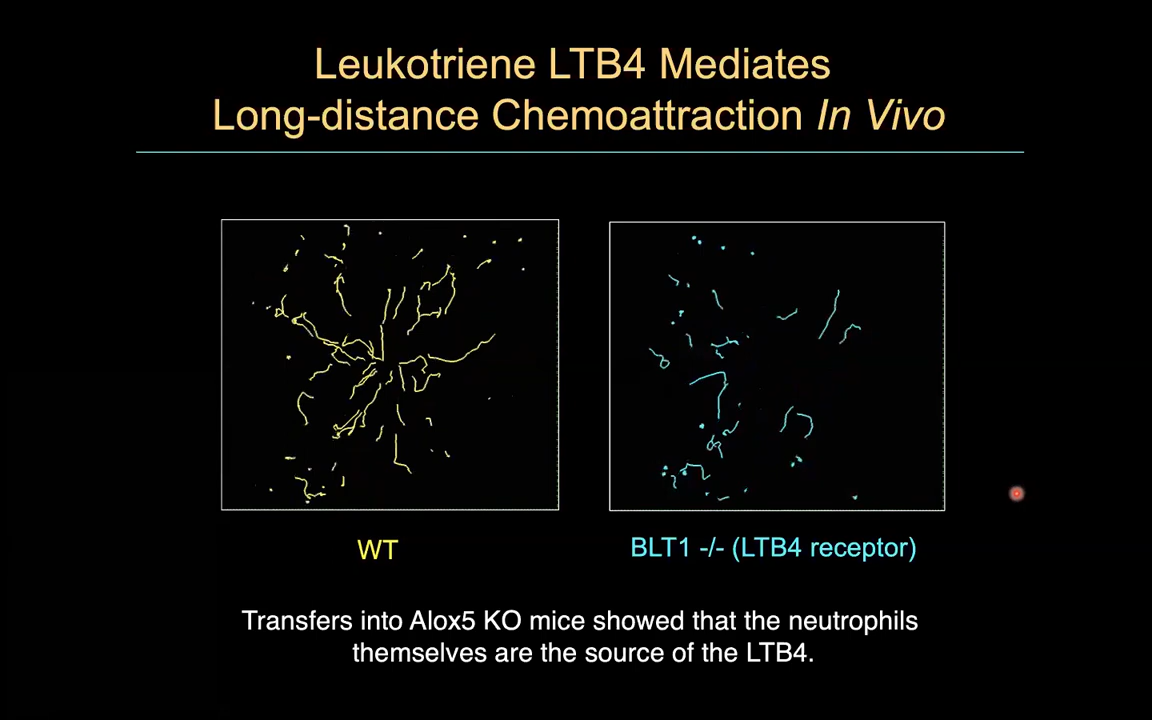 Leukotriene LTB4 Mediates
Long-distance Chemoattraction In Vivo
WT
BLT1 -/- (LTB4 receptor)
Transfers into Alox5 KO mice showed that the neutrophils
themselves are the source of the LTB4.